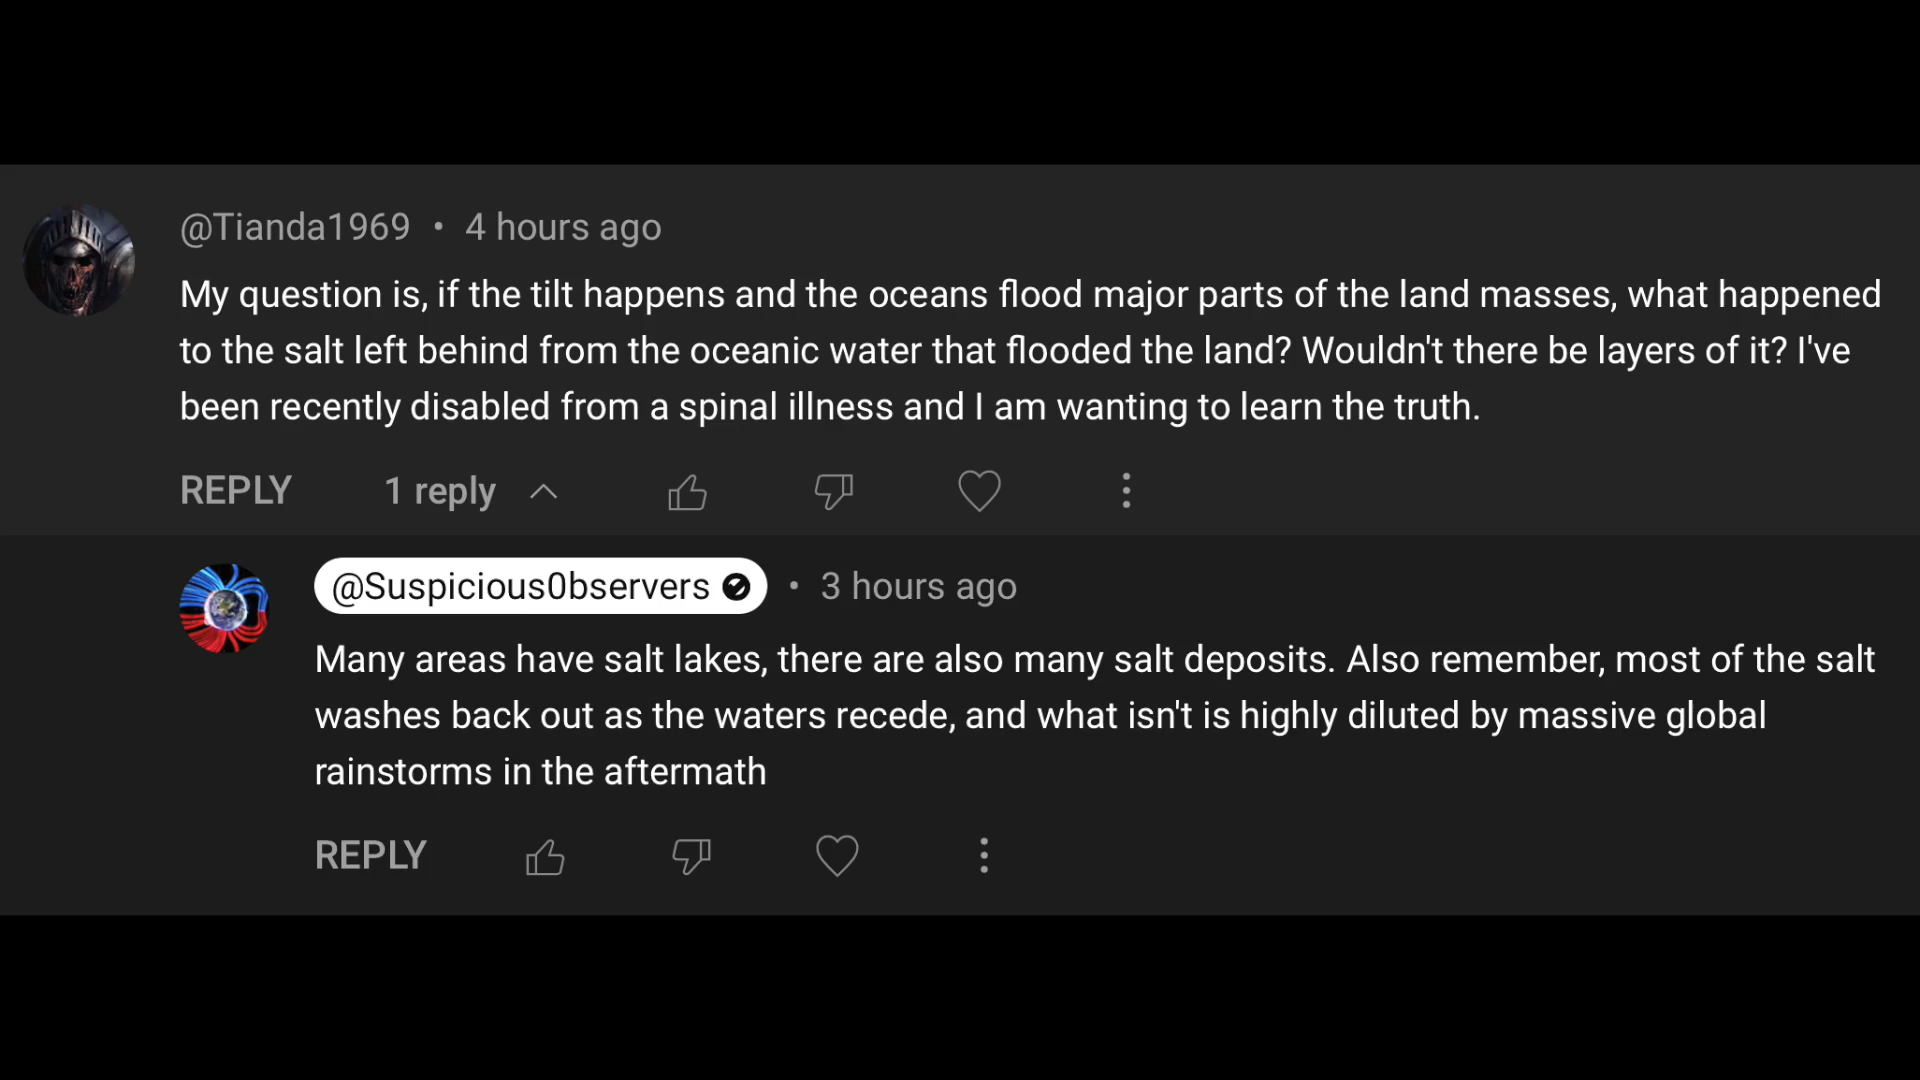 @Tianda1969 • 4 hours ago
My question is, if the tilt happens and the oceans flood major parts of the land masses, what happened
to the salt left behind from the oceanic water that flooded the land? Wouldn't there be layers of it? I've
been recently disabled from a spinal illness and I am wanting to learn the truth.
REPLY 1 reply
@Suspicious0bservers • 3 hours ago
Many areas have salt lakes, there are also many salt deposits. Also remember, most of the salt
washes back out as the waters recede, and what isn't is highly diluted by massive global
rainstorms in the aftermath
REPLY